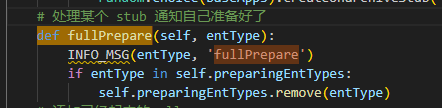 # 处理某个 stub 通知自己准备好了
def fullPrepare(self, entType):
INFO_MSG(entType, 'fullPrepare')
if entType in self.preparingEntTypes:
self.preparingEntTypes.remove(entType)